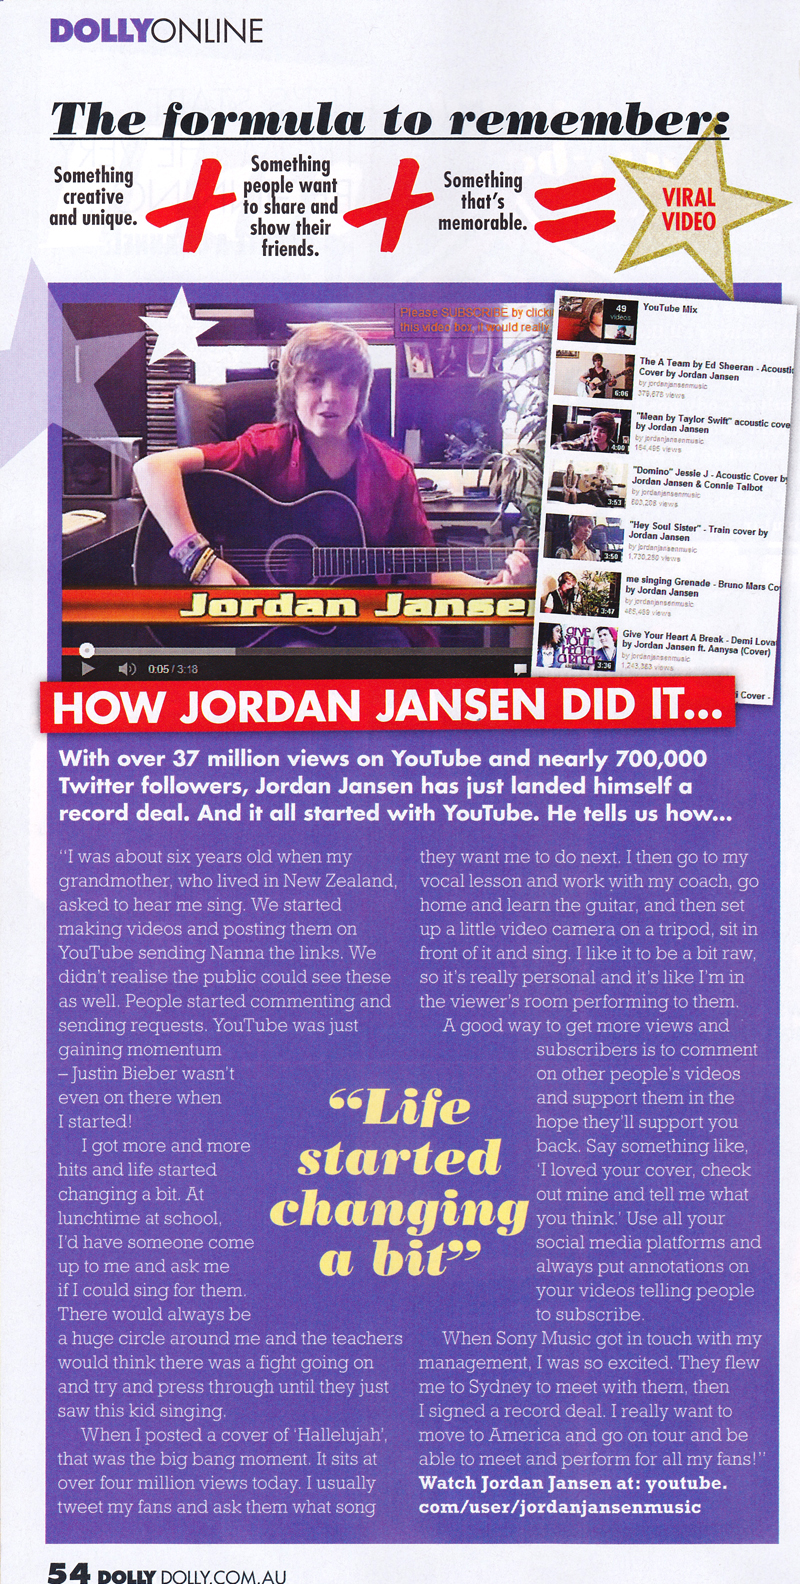 DOLLYONLINE
The formula to remember:
Something
creative
and unique.
+
Something
people want
to share and
show their
friends.
+
Something
that's
memorable.
=
VIRAL
VIDEO
Please SUBSCRIBE by click
this video box it would reall
Jordan Jansen
0:05 / 3:18
49
videos
YouTube Mix
6:06
The A Team by Ed Sheeran - Acoustic
Cover by Jordan Jansen
by jordanjansenmusic
views
4:00
"Mean by Taylor Swift" acoustic cove
by Jordan Jansen
by jordanjansenmusic
views
3:53
"Domino" Jessie J - Acoustic Cover by
Jordan Jansen & Connie Talbot
by jordanjansenmusic
views
3:50
"Hey Soul Sister" - Train cover by
Jordan Jansen
by jordanjansenmusic
views
3:47
me singing Grenade - Bruno Mars Co
by Jordan Jansen
by jordanjansenmusic
views
GIVE YOUR HEART A BREAK
3:36
Give Your Heart A Break - Demi Lova
by Jordan Jansen ft. Aanysa (Cover)
by jordanjansenmusic
views
i Cover -
HOW JORDAN JANSEN DID IT...
With over 37 million views on YouTube and nearly 700,000
Twitter followers, Jordan Jansen has just landed himself a
record deal. And it all started with YouTube. He tells us how...
"I was about six years old when my
grandmother, who lived in New Zealand,
asked to hear me sing. We started
making videos and posting them on
YouTube sending Nanna the links. We
didn't realise the public could see these
as well. People started commenting and
sending requests. YouTube was just
gaining momentum
– Justin Bieber wasn't
even on there when
I started!
I got more and more
hits and life started
changing a bit. At
lunchtime at school,
I'd have someone come
up to me and ask me
if I could sing for them.
There would always be
a huge circle around me and the teachers
would think there was a fight going on
and try and press through until they just
saw this kid singing.
When I posted a cover of 'Hallelujah',
that was the big bang moment. It sits at
over four million views today. I usually
tweet my fans and ask them what song
"Life
started
changing
a bit"
they want me to do next. I then go to my
vocal lesson and work with my coach, go
home and learn the guitar, and then set
up a little video camera on a tripod, sit in
front of it and sing. I like it to be a bit raw,
so it's really personal and it's like I'm in
the viewer's room performing to them.
A good way to get more views and
subscribers is to comment
on other people's videos
and support them in the
hope they'll support you
back. Say something like,
'I loved your cover, check
out mine and tell me what
you think.' Use all your
social media platforms and
always put annotations on
your videos telling people
to subscribe.
When Sony Music got in touch with my
management, I was so excited. They flew
me to Sydney to meet with them, then
I signed a record deal. I really want to
move to America and go on tour and be
able to meet and perform for all my fans!"
Watch Jordan Jansen at: youtube.
com/user/jordanjansenmusic
54 DOLLY DOLLY.COM.AU